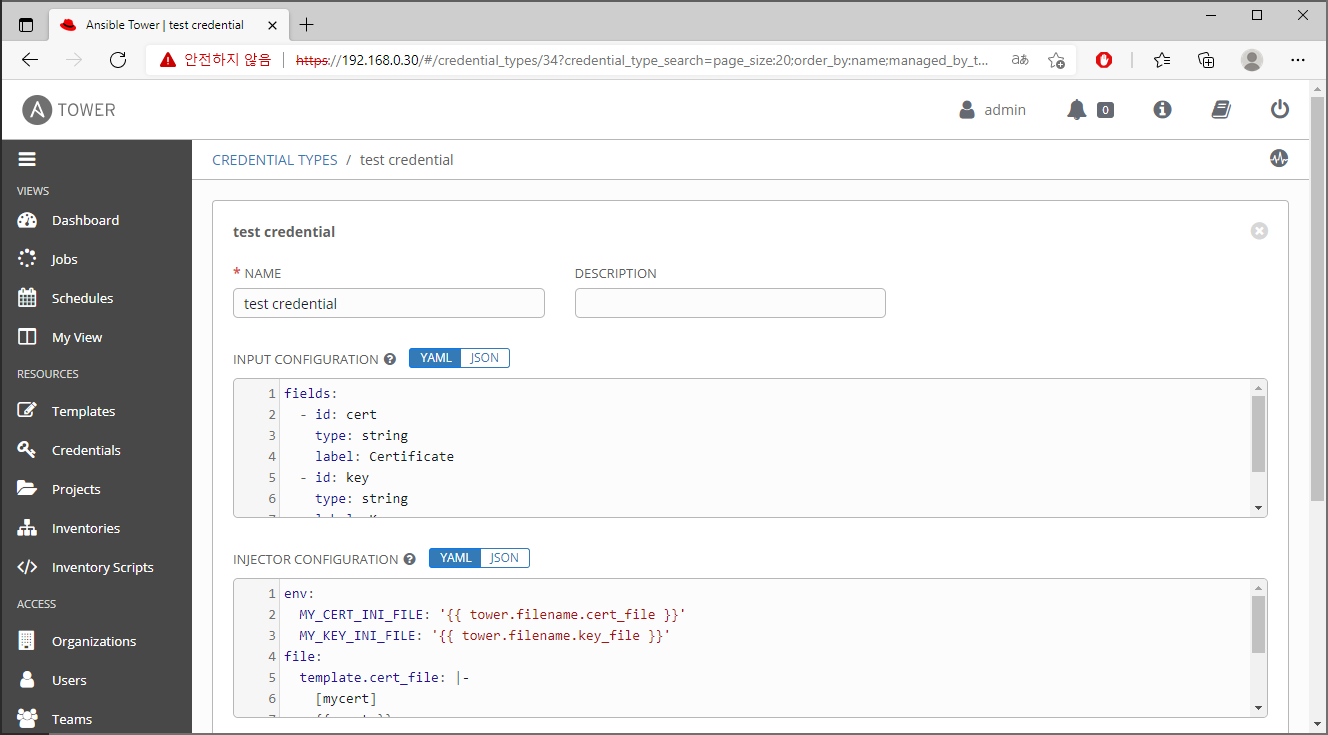 Ansible Tower | test credential
안전하지 않음
https://192.168.0.30/#/credential_types/34?credential_type_search=page_size:20;order_by:name;managed_by_t...
aあ
A TOWER
admin
0
VIEWS
Dashboard
Jobs
Schedules
My View
RESOURCES
Templates
Credentials
Projects
Inventories
Inventory Scripts
ACCESS
Organizations
Users
Teams
CREDENTIAL TYPES / test credential
test credential
* NAME
DESCRIPTION
test credential
INPUT CONFIGURATION ? YAML JSON
1 fields:
2 - id: cert
3 type: string
4 label: Certificate
5 - id: key
6 type: string
INJECTOR CONFIGURATION ? YAML JSON
1 env:
2 MY_CERT_INI_FILE: '{{ tower.filename.cert_file }}'
3 MY_KEY_INI_FILE: '{{ tower.filename.key_file }}'
4 file:
5 template.cert_file: |-
6 [mycert]